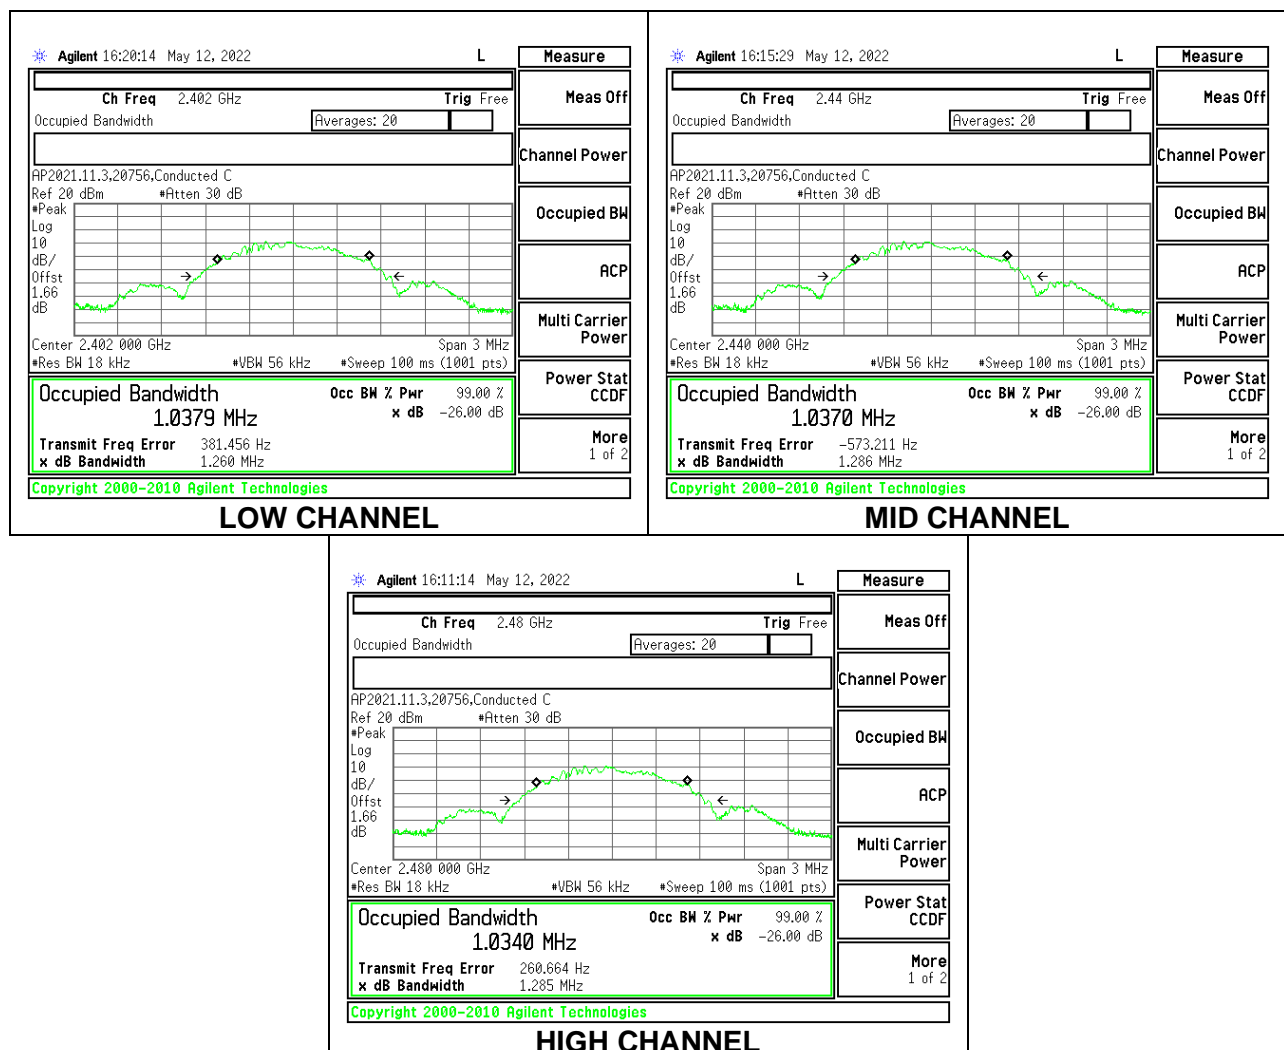 Agilent 16:20:14 May 12, 2022 L Measure
Ch Freq 2.402 GHz Trig Free
Meas Off
Occupied Bandwidth Averages: 20
Channel Power
AP2021.11.3,20756,Conducted C
Ref 20 dBm #Atten 30 dB
#Peak
Log
10
dB/
Offst
1.66
dB
Occupied BW
ACP
Multi Carrier
Power
Center 2.402 000 GHz Span 3 MHz
#Res BW 18 kHz #VBW 56 kHz #Sweep 100 ms (1001 pts)
Power Stat
CCDF
Occupied Bandwidth Occ BW % Pwr 99.00 %
1.0379 MHz x dB -26.00 dB
Transmit Freq Error 381.456 Hz
x dB Bandwidth 1.260 MHz
More
1 of 2
Copyright 2000-2010 Agilent Technologies
LOW CHANNEL
Agilent 16:15:29 May 12, 2022 L Measure
Ch Freq 2.44 GHz Trig Free
Meas Off
Occupied Bandwidth Averages: 20
Channel Power
AP2021.11.3,20756,Conducted C
Ref 20 dBm #Atten 30 dB
#Peak
Log
10
dB/
Offst
1.66
dB
Occupied BW
ACP
Multi Carrier
Power
Center 2.440 000 GHz Span 3 MHz
#Res BW 18 kHz #VBW 56 kHz #Sweep 100 ms (1001 pts)
Power Stat
CCDF
Occupied Bandwidth Occ BW % Pwr 99.00 %
1.0370 MHz x dB -26.00 dB
Transmit Freq Error -573.211 Hz
x dB Bandwidth 1.286 MHz
More
1 of 2
Copyright 2000-2010 Agilent Technologies
MID CHANNEL
Agilent 16:11:14 May 12, 2022 L Measure
Ch Freq 2.48 GHz Trig Free
Meas Off
Occupied Bandwidth Averages: 20
Channel Power
AP2021.11.3,20756,Conducted C
Ref 20 dBm #Atten 30 dB
#Peak
Log
10
dB/
Offst
1.66
dB
Occupied BW
ACP
Multi Carrier
Power
Center 2.480 000 GHz Span 3 MHz
#Res BW 18 kHz #VBW 56 kHz #Sweep 100 ms (1001 pts)
Power Stat
CCDF
Occupied Bandwidth Occ BW % Pwr 99.00 %
1.0340 MHz x dB -26.00 dB
Transmit Freq Error 260.664 Hz
x dB Bandwidth 1.285 MHz
More
1 of 2
Copyright 2000-2010 Agilent Technologies
HIGH CHANNEL